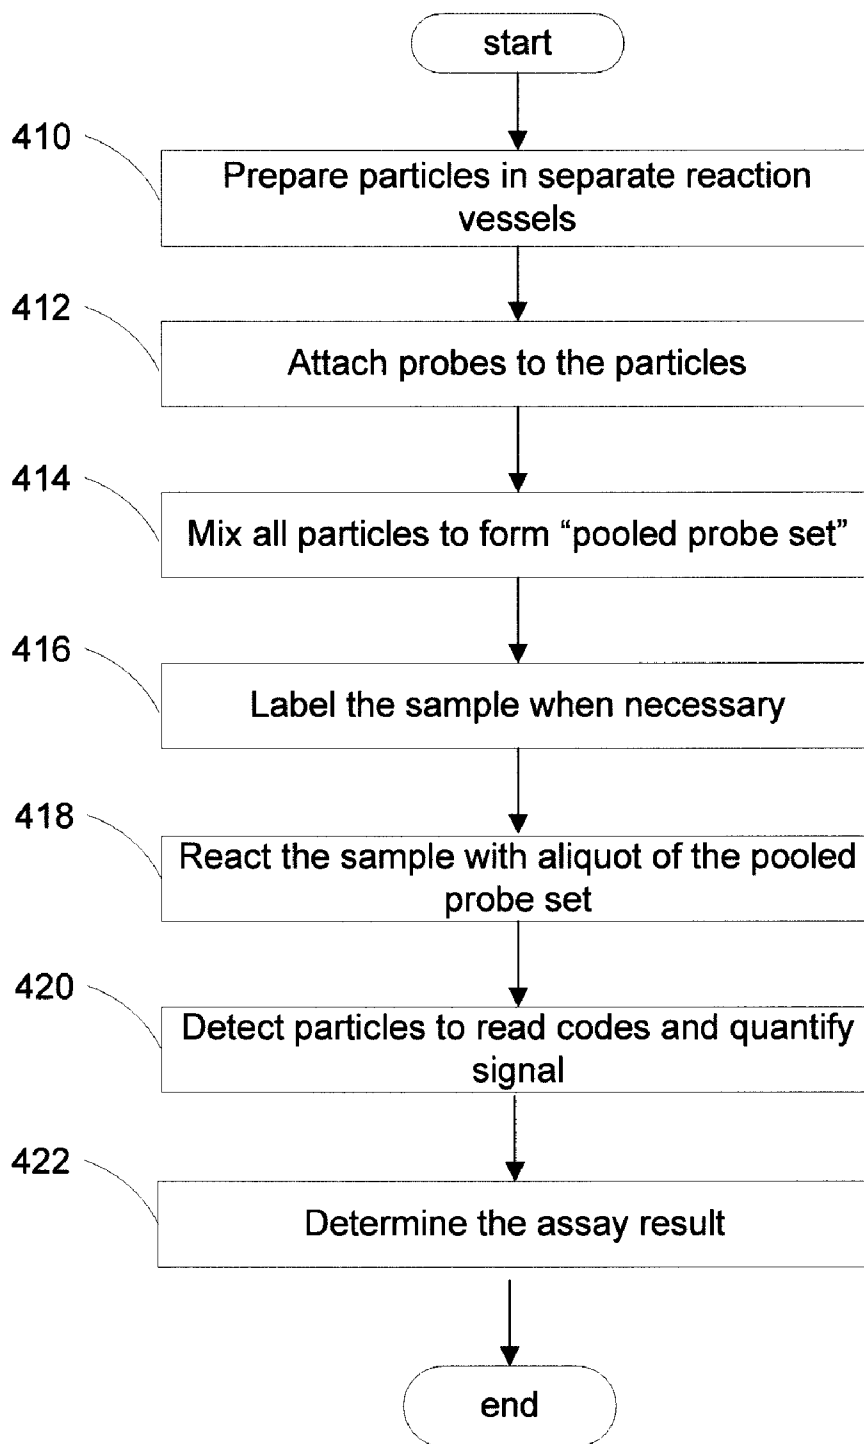 start
410
Prepare particles in separate reaction
vessels
412
Attach probes to the particles
414
Mix all particles to form “pooled probe set”
416
Label the sample when necessary
418
React the sample with aliquot of the pooled
probe set
420
Detect particles to read codes and quantify
signal
422
Determine the assay result
end